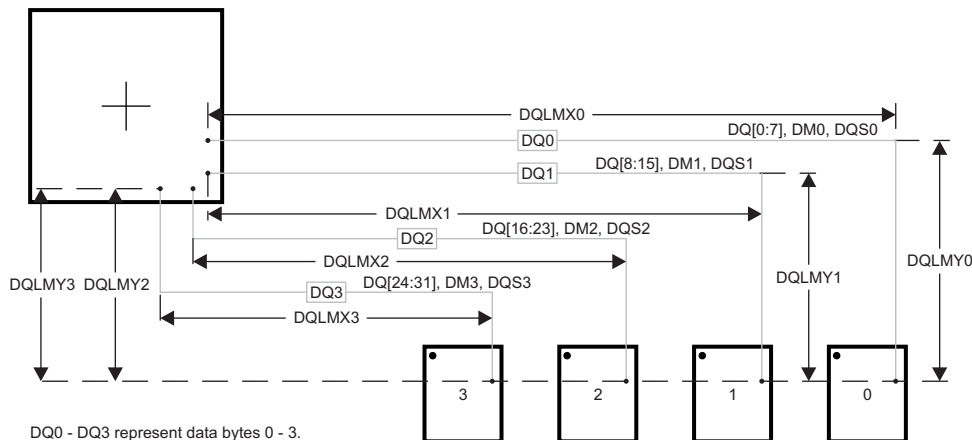 DQLMX0
DQ[0:7], DM0, DQS0
DQ0
DQ[8:15], DM1, DQS1
DQ1
DQLMX1
DQ[16:23], DM2, DQS2
DQ2
DQLMX2
DQLMY3 DQLMY2
DQLMY1
DQLMY0
DQ[24:31], DM3, DQS3
DQ3
DQLMX3
3 2 1 0
DQ0 - DQ3 represent data bytes 0 - 3.